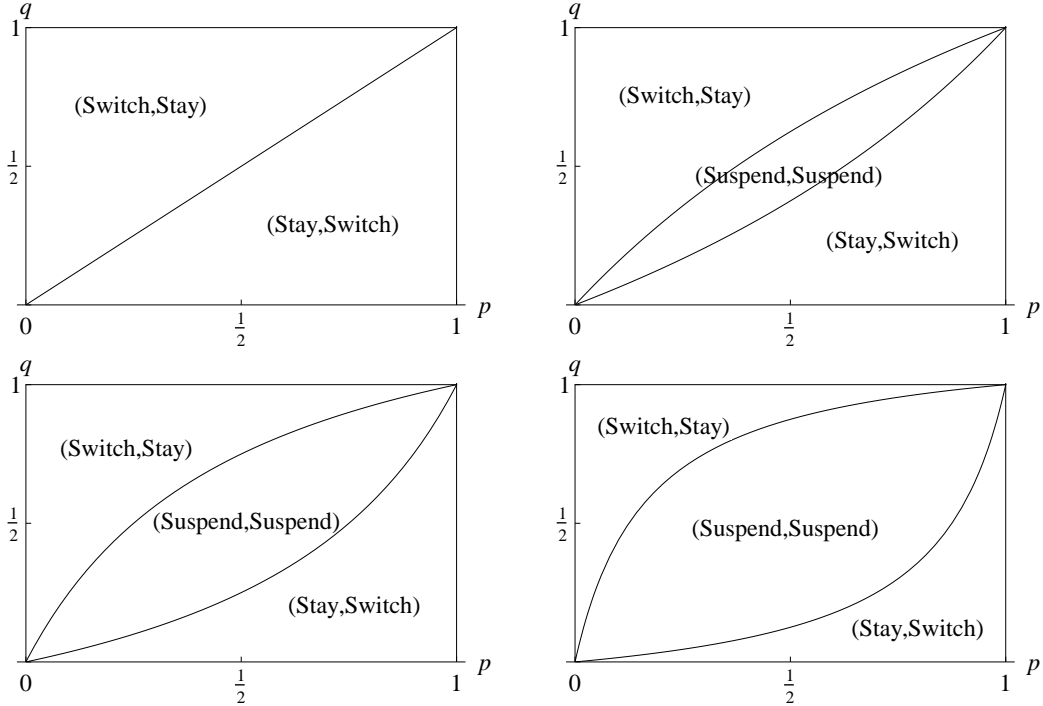 q
1
(Switch,Stay)
1/2
(Stay,Switch)
0
1/2
1
p
q
1
(Switch,Stay)
1/2
(Suspend,Suspend)
(Stay,Switch)
0
1/2
1
p
q
1
(Switch,Stay)
1/2
(Suspend,Suspend)
(Stay,Switch)
0
1/2
1
p
q
1
(Switch,Stay)
1/2
(Suspend,Suspend)
(Stay,Switch)
0
1/2
1
p